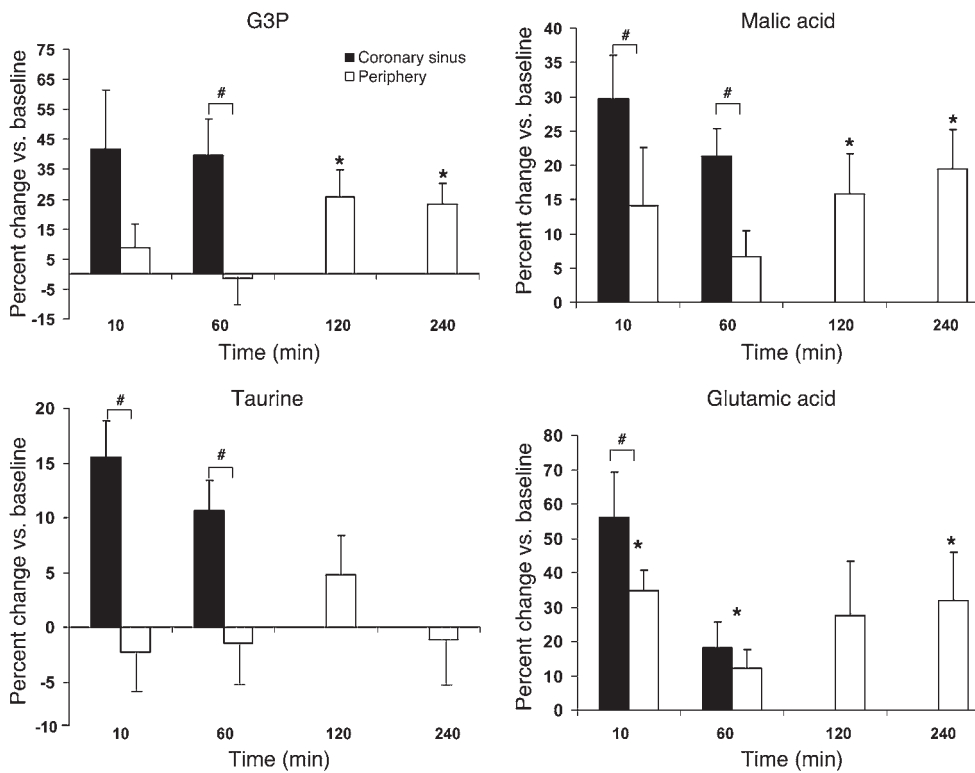 G3P
Percent change vs. baseline
75
65
55
45
35
25
15
5
-5
-15
Coronary sinus
Periphery
#
*
*
10 60 120 240
Time (min)
Malic acid
Percent change vs. baseline
40
35
30
25
20
15
10
5
0
#
#
*
*
10 60 120 240
Time (min)
Taurine
Percent change vs. baseline
20
15
10
5
0
-5
-10
#
#
10 60 120 240
Time (min)
Glutamic acid
Percent change vs. baseline
80
70
60
50
40
30
20
10
0
#
*
*
*
10 60 120 240
Time (min)